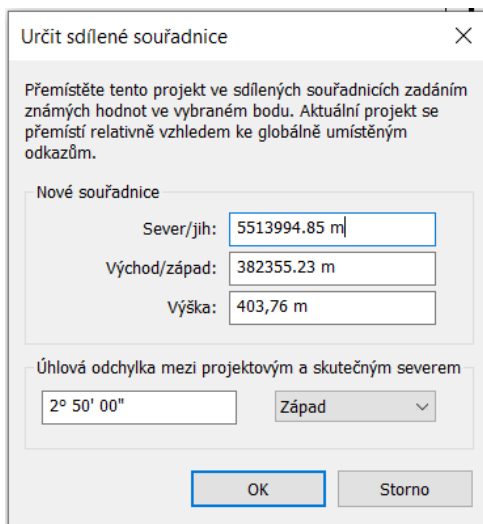 Určit sdílené souřadnice
Přemístěte tento projekt ve sdílených souřadnicích zadáním
známých hodnot ve vybraném bodu. Aktuální projekt se
přemístí relativně vzhledem ke globálně umístěným
odkazům.
Nové souřadnice
Sever/jih: 5513994.85 m
Východ/západ: 382355.23 m
Výška: 403,76 m
Úhlová odchylka mezi projektovým a skutečným severem
2° 50' 00" Západ
OK Storno